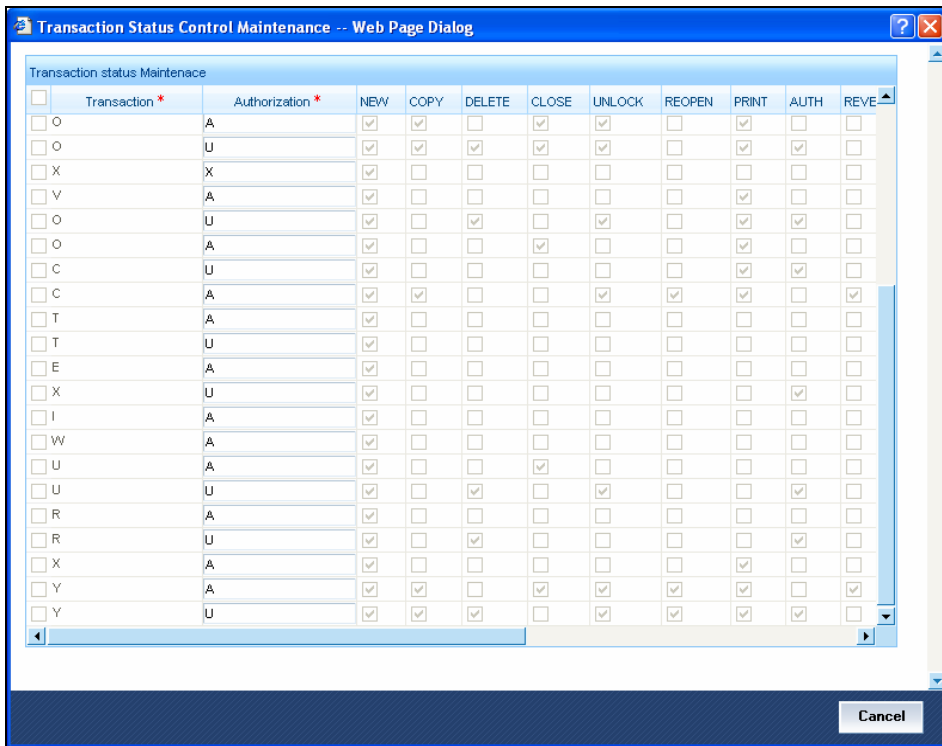 Transaction Status Control Maintenance -- Web Page Dialog
Transaction status Maintenace
Transaction * Authorization * NEW COPY DELETE CLOSE UNLOCK REOPEN PRINT AUTH REVE
O A
O U
X X
V A
O U
O A
C U
C A
T A
T U
E A
X U
I A
W A
U A
U U
R A
R U
X A
Y A
Y U
Cancel